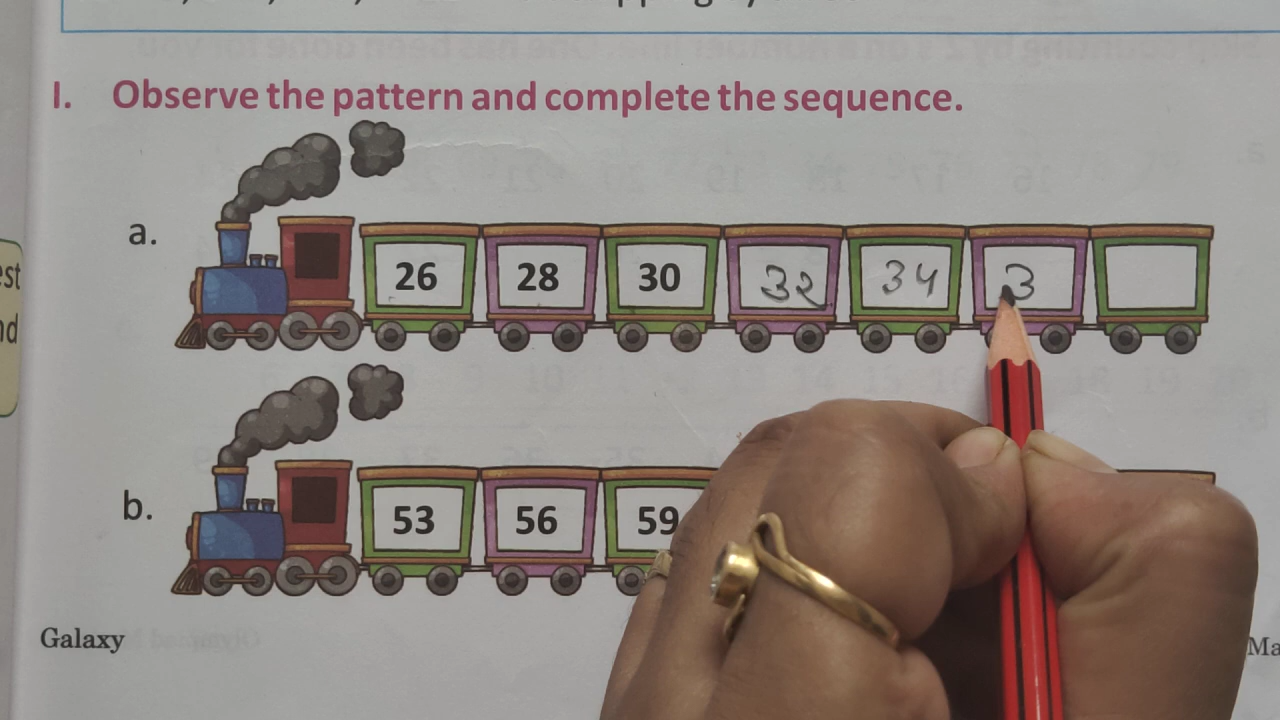 I. Observe the pattern and complete the sequence.
a. 26 28 30 32 34 3
b. 53 56 59
Galaxy